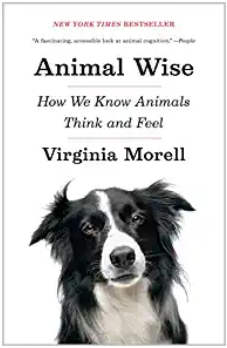 NEW YORK TIMES BESTSELLER
"A fascinating, accessible look at animal cognition."—People
Animal Wise
How We Know Animals
Think and Feel
Virginia Morell